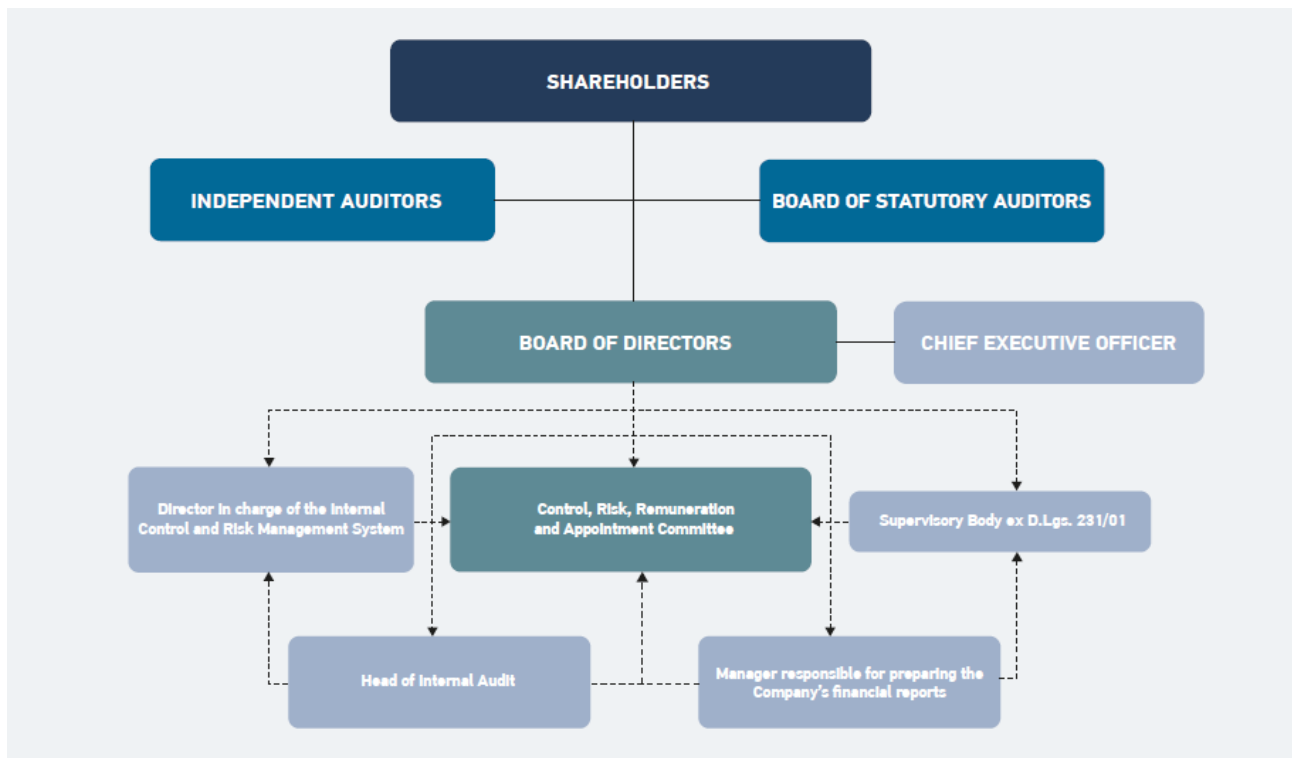 SHAREHOLDERS
INDEPENDENT AUDITORS
BOARD OF STATUTORY AUDITORS
BOARD OF DIRECTORS
CHIEF EXECUTIVE OFFICER
Director in charge of the Internal
Control and Risk Management System
Control, Risk, Remuneration
and Appointment Committee
Supervisory Body ex D.Lgs. 231/01
Head of Internal Audit
Manager responsible for preparing the
Company's financial reports